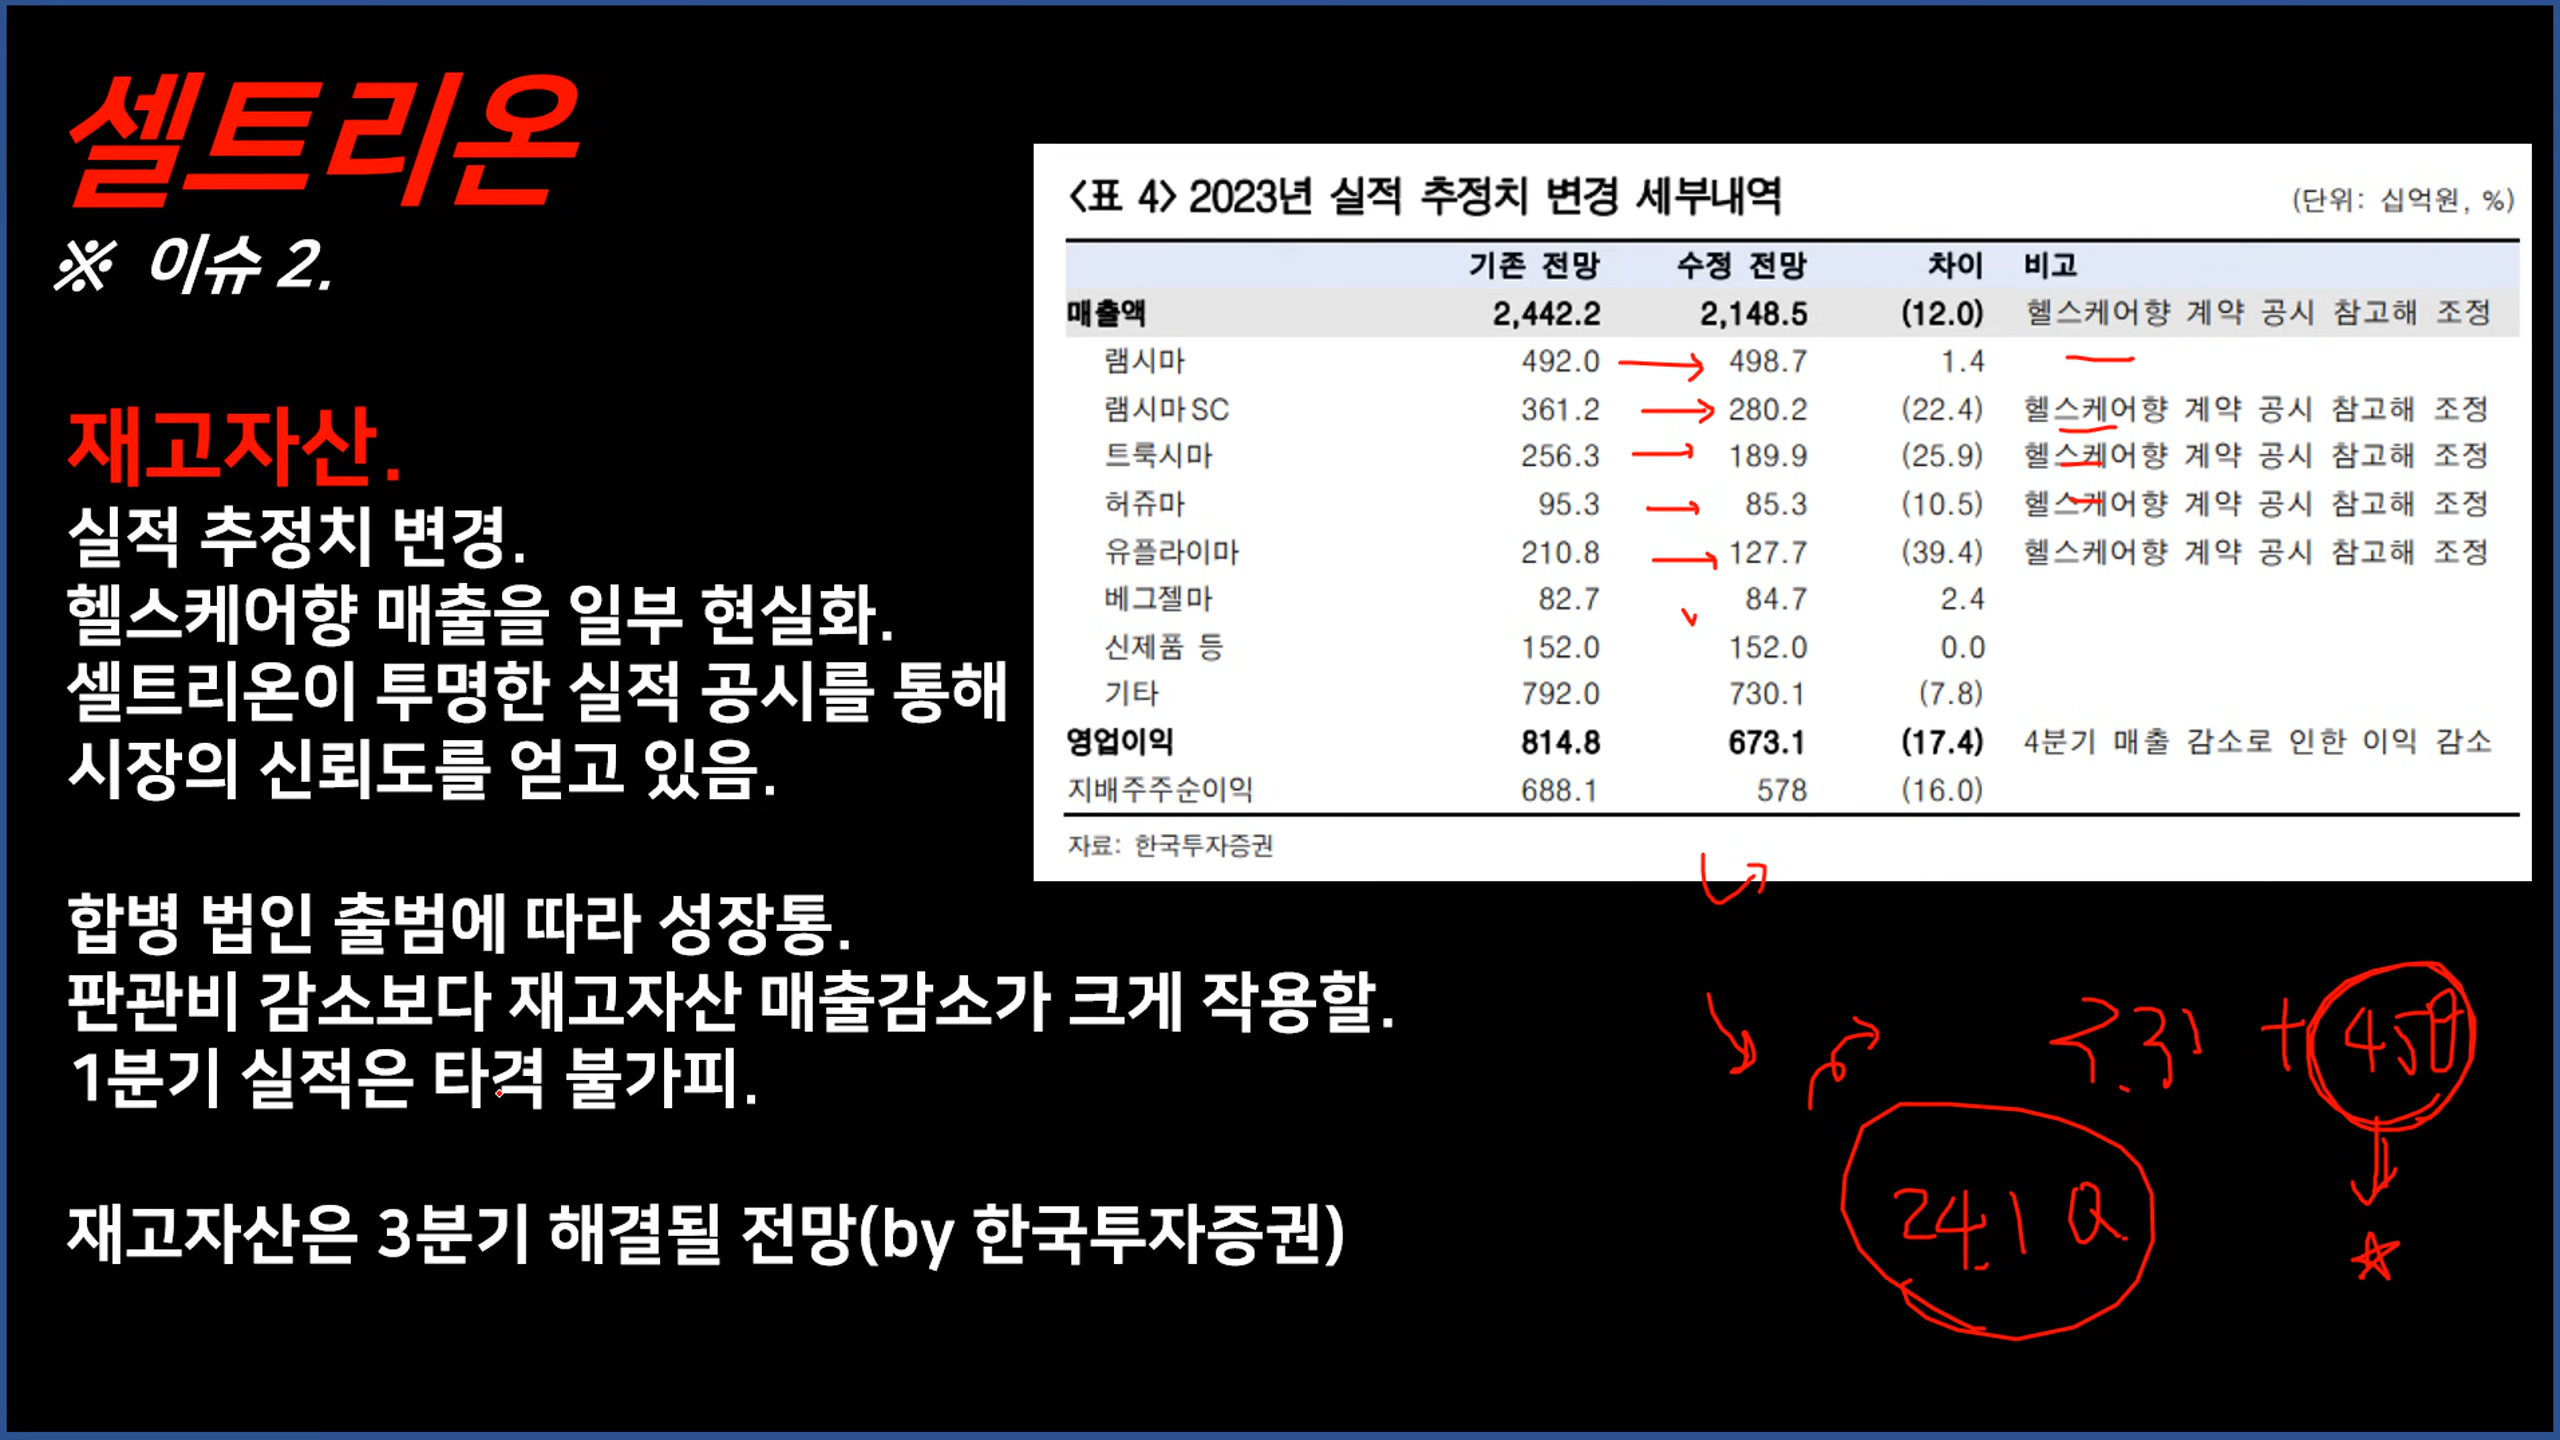 셀트리온
※ 이슈 2.
재고자산.
실적 추정치 변경.
헬스케어향 매출을 일부 현실화.
셀트리온이 투명한 실적 공시를 통해
시장의 신뢰도를 얻고 있음.
합병 법인 출범에 따라 성장통.
판관비 감소보다 재고자산 매출감소가 크게 작용할.
1분기 실적은 타격 불가피.
재고자산은 3분기 해결될 전망(by 한국투자증권)
<표 4> 2023년 실적 추정치 변경 세부내역 (단위: 십억원, %)
기존 전망 수정 전망 차이 비고
매출액 2,442.2 2,148.5 (12.0) 헬스케어향 계약 공시 참고해 조정
램시마 492.0 498.7 1.4
램시마SC 361.2 280.2 (22.4) 헬스케어향 계약 공시 참고해 조정
트룩시마 256.3 189.9 (25.9) 헬스케어향 계약 공시 참고해 조정
허쥬마 95.3 85.3 (10.5) 헬스케어향 계약 공시 참고해 조정
유플라이마 210.8 127.7 (39.4) 헬스케어향 계약 공시 참고해 조정
베그젤마 82.7 84.7 2.4
신제품 등 152.0 152.0 0.0
기타 792.0 730.1 (7.8)
영업이익 814.8 673.1 (17.4) 4분기 매출 감소로 인한 이익 감소
지배주주순이익 688.1 578 (16.0)
자료: 한국투자증권
24.1Q